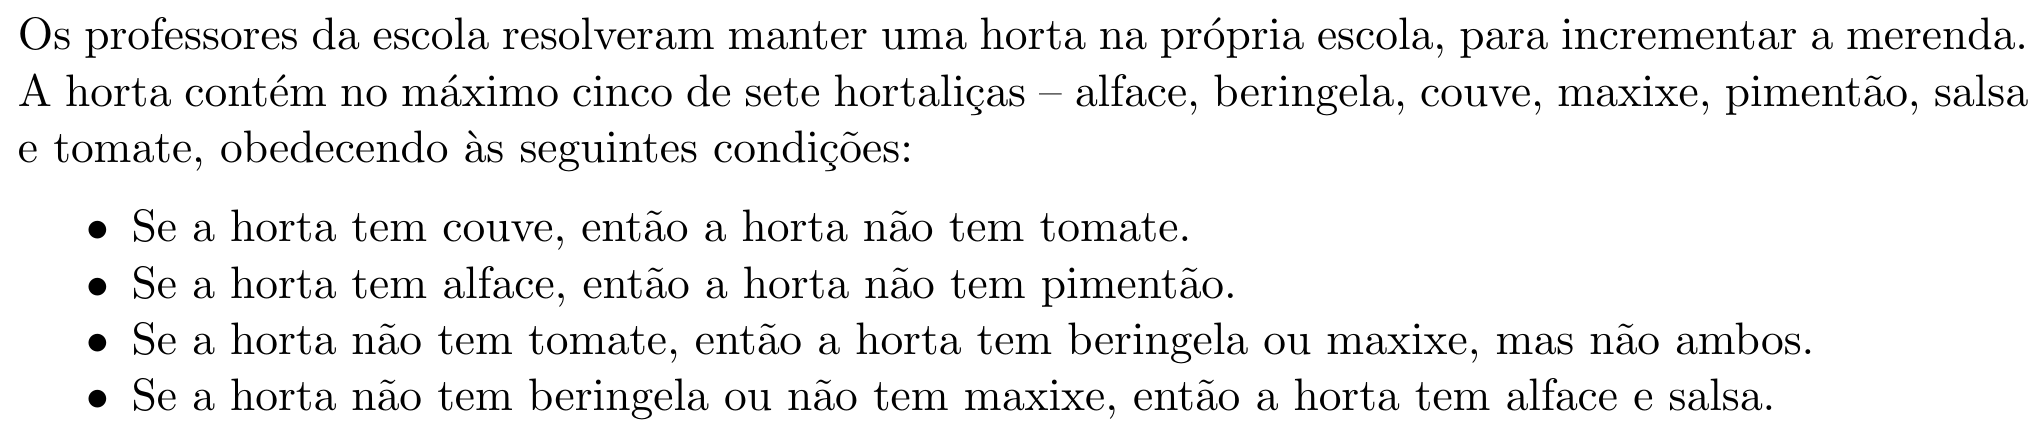 Os professores da escola resolveram manter uma horta na própria escola, para incrementar a merenda.
A horta contém no máximo cinco de sete hortaliças – alface, beringela, couve, maxixe, pimentão, salsa
e tomate, obedecendo às seguintes condições:
• Se a horta tem couve, então a horta não tem tomate.
• Se a horta tem alface, então a horta não tem pimentão.
• Se a horta não tem tomate, então a horta tem beringela ou maxixe, mas não ambos.
• Se a horta não tem beringela ou não tem maxixe, então a horta tem alface e salsa.